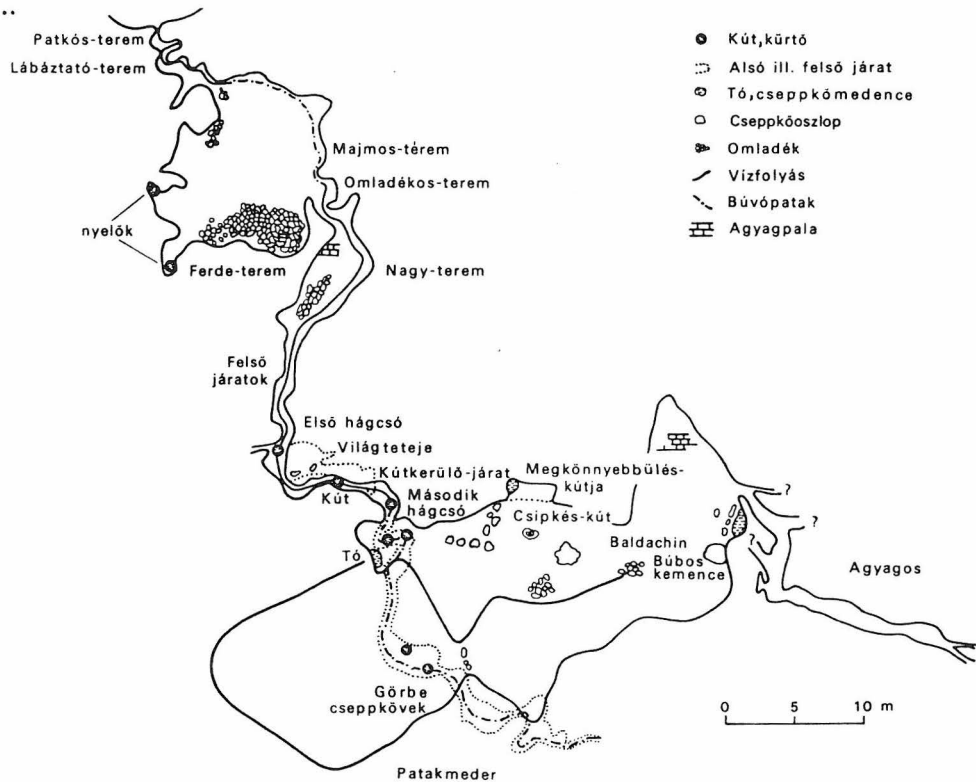 Patkós-terem
Lábáztató-terem
Majmos-térem
Omladékos-terem
nyelők
Ferde-terem
Nagy-terem
Felső
járatok
Első hágcsó
Világteteje
Kútkerülő-járat
Kút
Második
hágcsó
Megkönnyebbülés-
kútja
Csipkés-kút
Tó
Baldachin
Búbos
kemence
?
?
?
Agyagos
Görbe
cseppkövek
Patakmeder
Kút,kürtő
Alsó ill. felső járat
Tó,cseppkőmedence
Cseppkőoszlop
Omladék
Vízfolyás
Búvópatak
Agyagpala
0 5 10 m